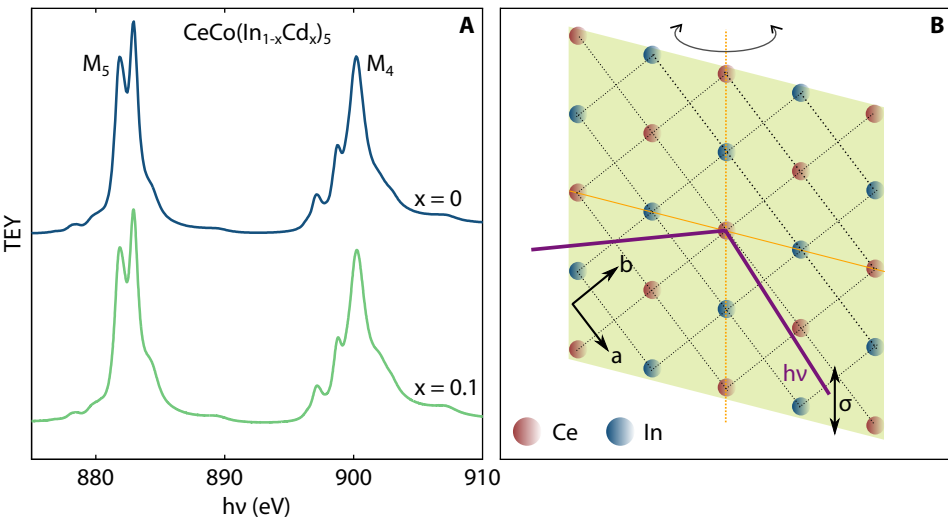 A
CeCo(In1-xCdx)5
M5
M4
x = 0
x = 0.1
TEY
880
890
900
910
hν (eV)
B
b
a
hν
σ
Ce
In